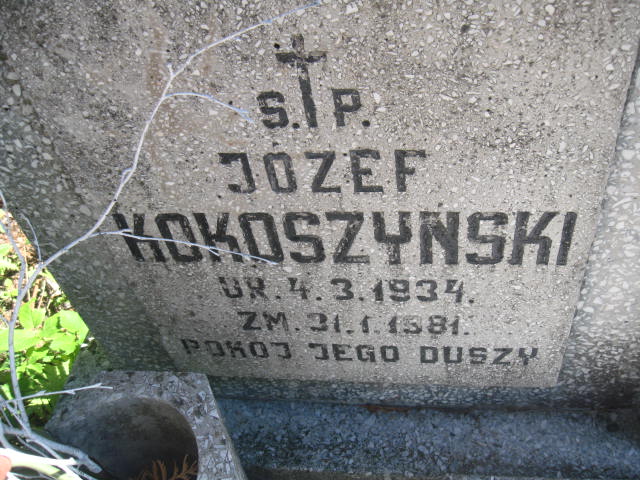 Ś. P.
JÓZEF
KOKOSZYŃSKI
UR. 4.3.1934.
ZM. 31.1.1981.
POKÓJ JEGO DUSZY